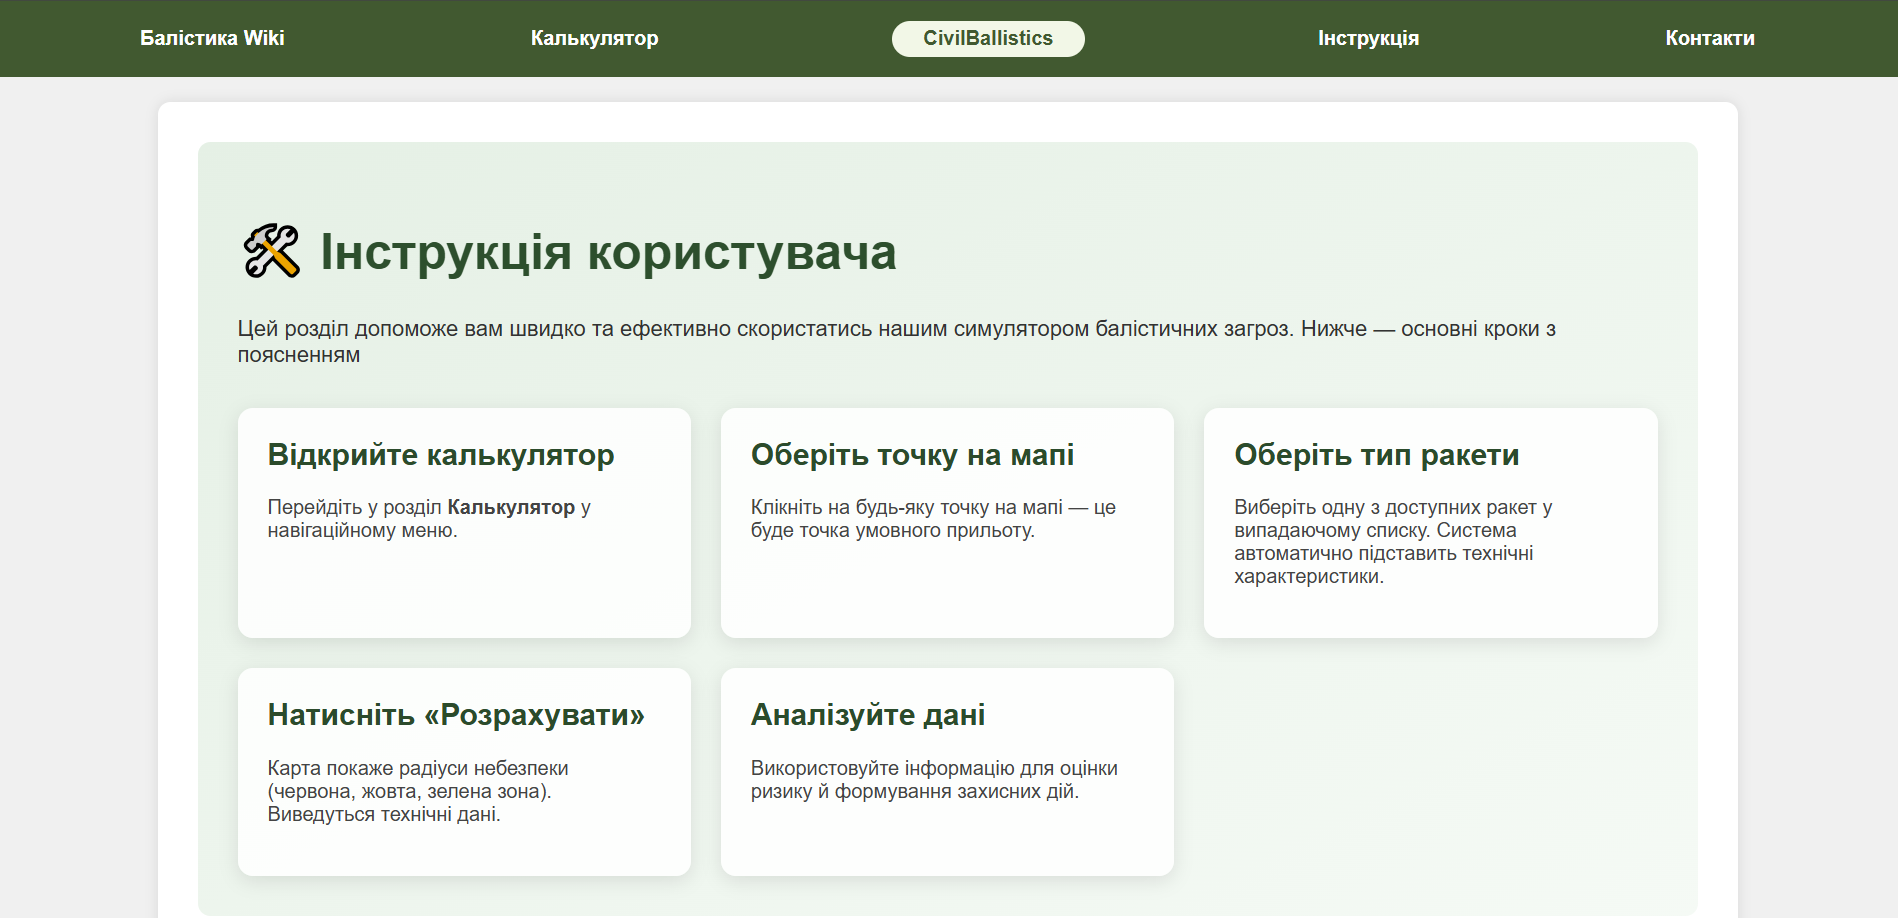 Балістика Wiki
Калькулятор
CivilBallistics
Інструкція
Контакти
Інструкція користувача
Цей розділ допоможе вам швидко та ефективно скористатись нашим симулятором балістичних загроз. Нижче — основні кроки з
поясненням
Відкрийте калькулятор
Перейдіть у розділ Калькулятор у
навігаційному меню.
Оберіть точку на мапі
Клікніть на будь-яку точку на мапі — це
буде точка умовного прильоту.
Оберіть тип ракети
Виберіть одну з доступних ракет у
випадаючому списку. Система
автоматично підставить технічні
характеристики.
Натисніть «Розрахувати»
Карта покаже радіуси небезпеки
(червона, жовта, зелена зона).
Виведуться технічні дані.
Аналізуйте дані
Використовуйте інформацію для оцінки
ризику й формування захисних дій.